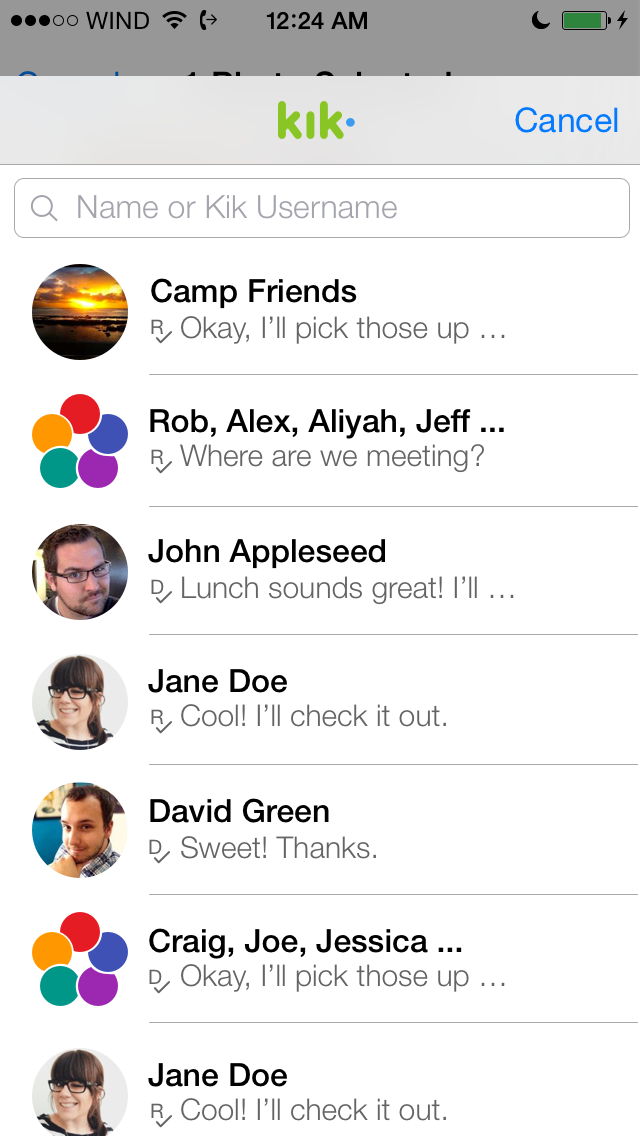 WIND 12:24 AM
kik
Cancel
Name or Kik Username
Camp Friends
R Okay, I’ll pick those up …
Rob, Alex, Aliyah, Jeff ...
R Where are we meeting?
John Appleseed
D Lunch sounds great! I’ll …
Jane Doe
R Cool! I’ll check it out.
David Green
D Sweet! Thanks.
Craig, Joe, Jessica ...
D Okay, I’ll pick those up …
Jane Doe
R Cool! I’ll check it out.